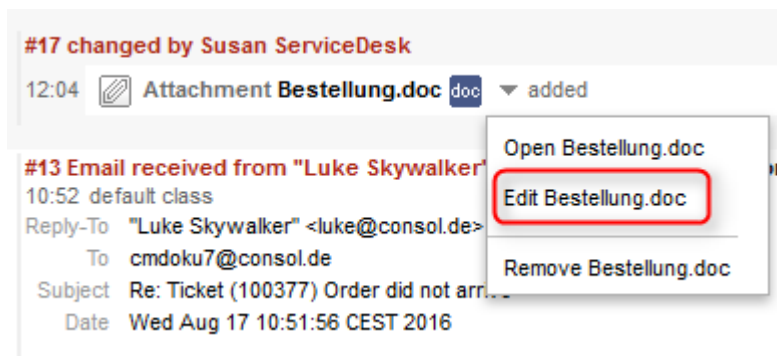 #17 changed by Susan ServiceDesk
12:04 Attachment Bestellung.doc doc added
Open Bestellung.doc
Edit Bestellung.doc
Remove Bestellung.doc
#13 Email received from "Luke Skywalker"
10:52 default class
Reply-To "Luke Skywalker" <luke@consol.de>
To cmdoku7@consol.de
Subject Re: Ticket (100377) Order did not
Date Wed Aug 17 10:51:56 CEST 2016